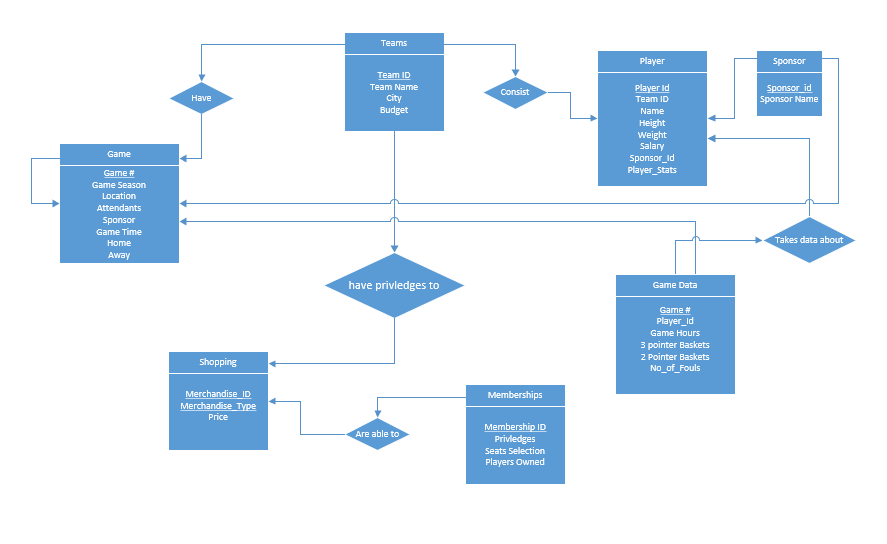 Teams
Team ID
Team Name
City
Budget
Player
Player Id
Team ID
Name
Height
Weight
Salary
Sponsor_Id
Player_Stats
Sponsor
Sponsor_id
Sponsor Name
Have
Consist
Game
Game #
Game Season
Location
Attendants
Sponsor
Game Time
Home
Away
Takes data about
have priviledges to
Game Data
Game #
Player_Id
Game Hours
3 pointer Baskets
2 Pointer Baskets
No_of_Fouls
Shopping
Merchandise_ID
Merchandise_Type
Price
Are able to
Memberships
Membership ID
Privledges
Seats Selection
Players Owned